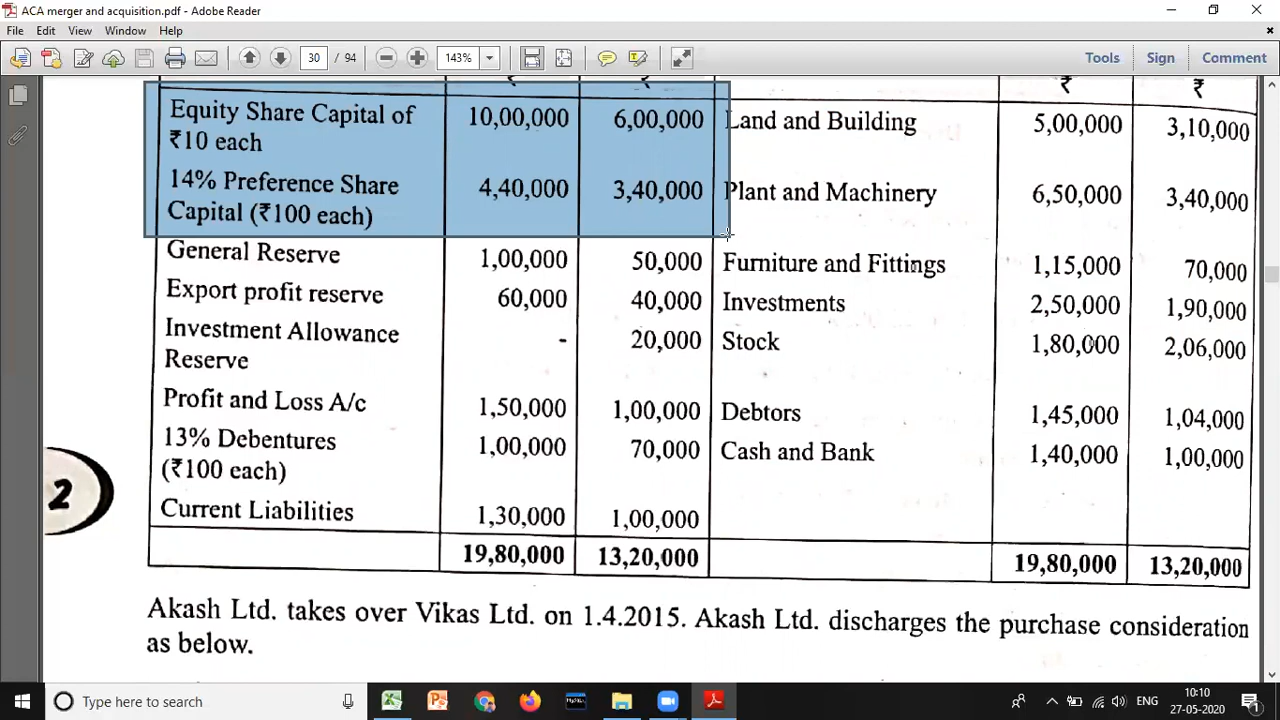 ACA merger and acquisition.pdf - Adobe Reader
File Edit View Window Help
30 / 94 143% Tools Sign Comment
₹ ₹
Equity Share Capital of 10,00,000 6,00,000 Land and Building 5,00,000 3,10,000
₹10 each
14% Preference Share 4,40,000 3,40,000 Plant and Machinery 6,50,000 3,40,000
Capital (₹100 each)
General Reserve 1,00,000 50,000 Furniture and Fittings 1,15,000 70,000
Export profit reserve 60,000 40,000 Investments 2,50,000 1,90,000
Investment Allowance - 20,000 Stock 1,80,000 2,06,000
Reserve
Profit and Loss A/c 1,50,000 1,00,000 Debtors 1,45,000 1,04,000
13% Debentures 1,00,000 70,000 Cash and Bank 1,40,000 1,00,000
(₹100 each)
2
Current Liabilities 1,30,000 1,00,000
19,80,000 13,20,000 19,80,000 13,20,000
Akash Ltd. takes over Vikas Ltd. on 1.4.2015. Akash Ltd. discharges the purchase consideration
as below.
Type here to search
ENG 10:10
27-05-2020